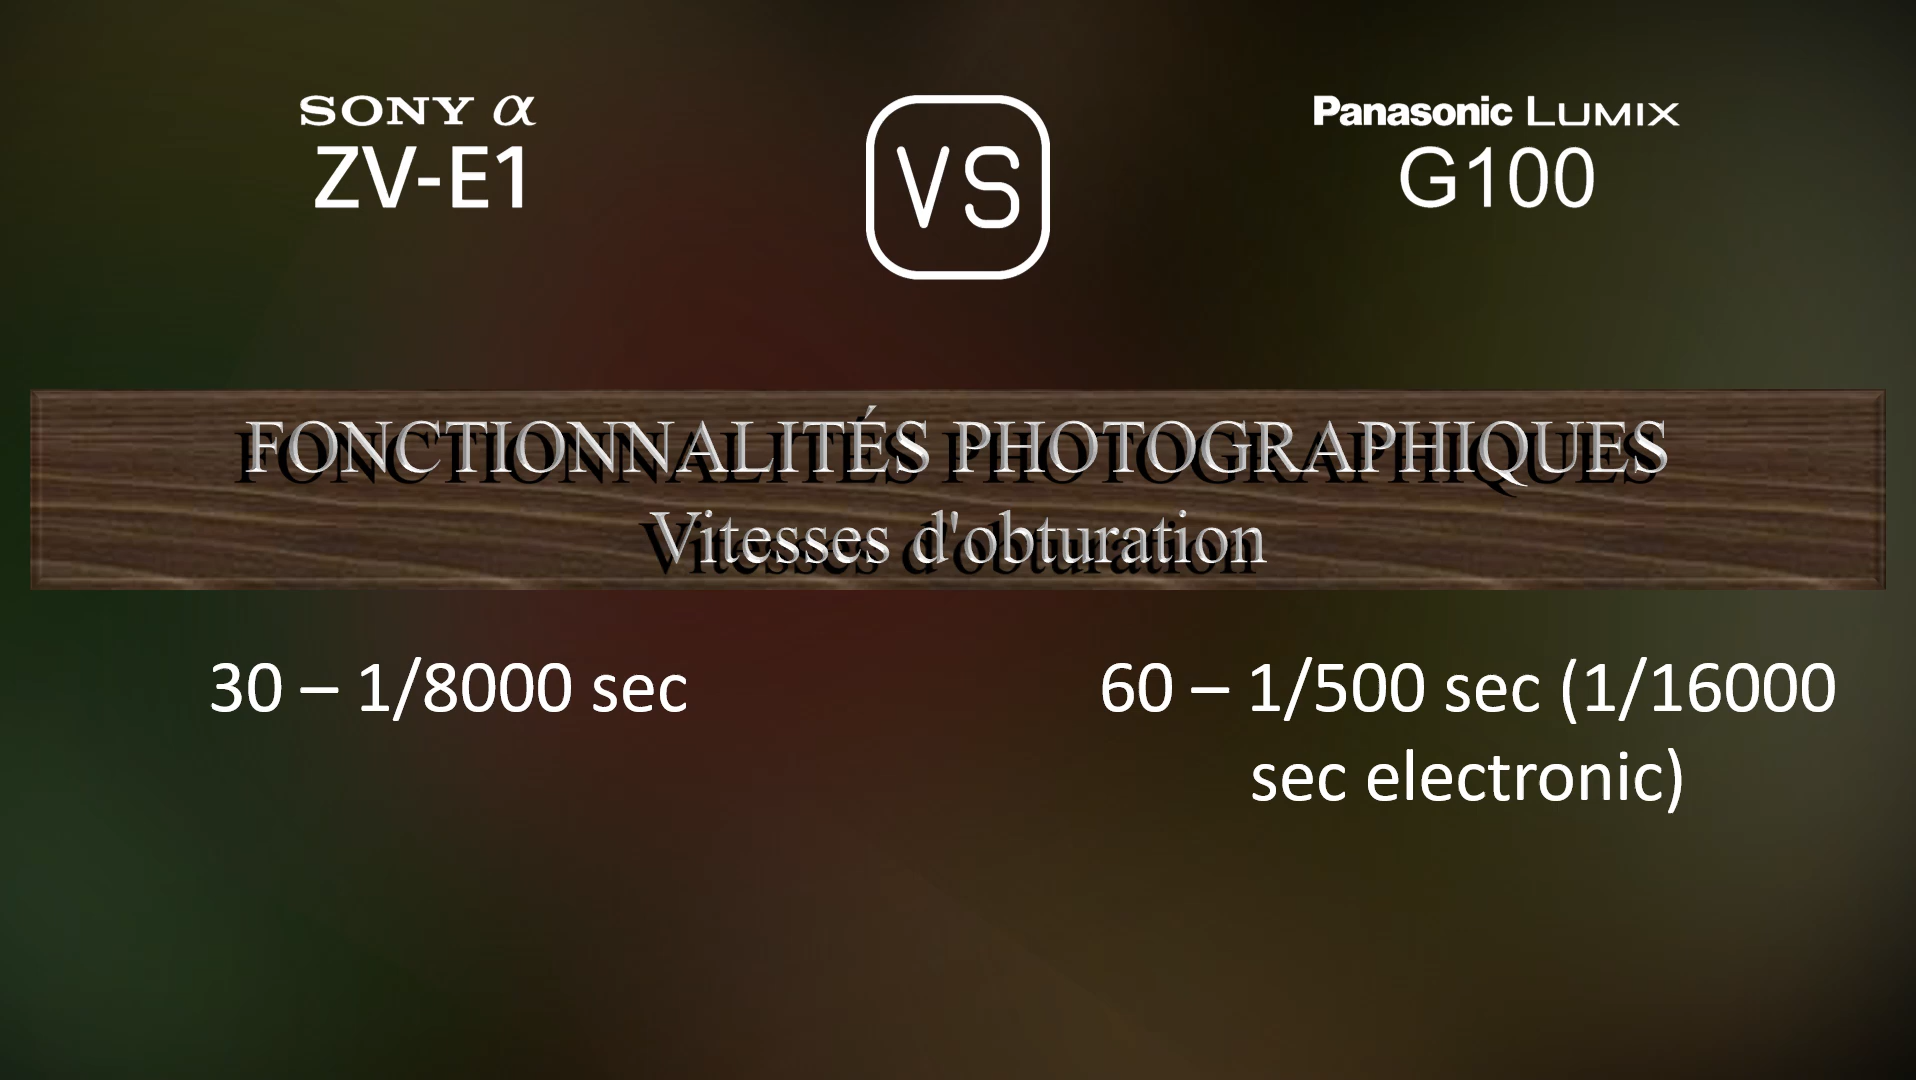 SONY α
ZV-E1
VS
Panasonic LUMIX
G100
FONCTIONNALITÉS PHOTOGRAPHIQUES
Vitesses d'obturation
30 – 1/8000 sec
60 – 1/500 sec (1/16000
sec electronic)